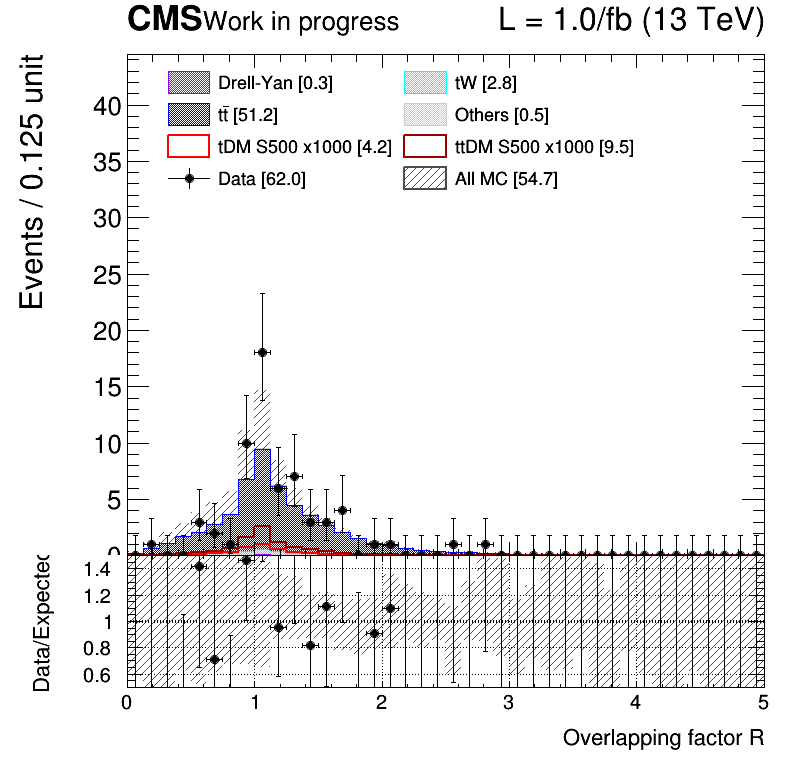 CMS Work in progress L = 1.0/fb (13 TeV)
Drell-Yan [0.3] tW [2.8]
tt̄ [51.2] Others [0.5]
tDM S500 x1000 [4.2] ttDM S500 x1000 [9.5]
Data [62.0] All MC [54.7]
Events / 0.125 unit
40
35
30
25
20
15
10
5
0
Data/Expected
1.4
1.2
1
0.8
0.6
0 1 2 3 4 5
Overlapping factor R